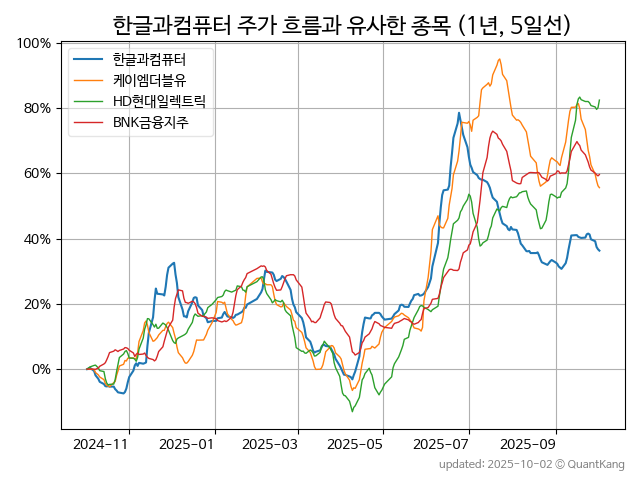 한글과컴퓨터 주가 흐름과 유사한 종목 (1년, 5일선)
100%
80%
60%
40%
20%
0%
한글과컴퓨터
케이엠더블유
HD현대일렉트릭
BNK금융지주
2024-11
2025-01
2025-03
2025-05
2025-07
2025-09
updated: 2025-10-02 © QuantKang